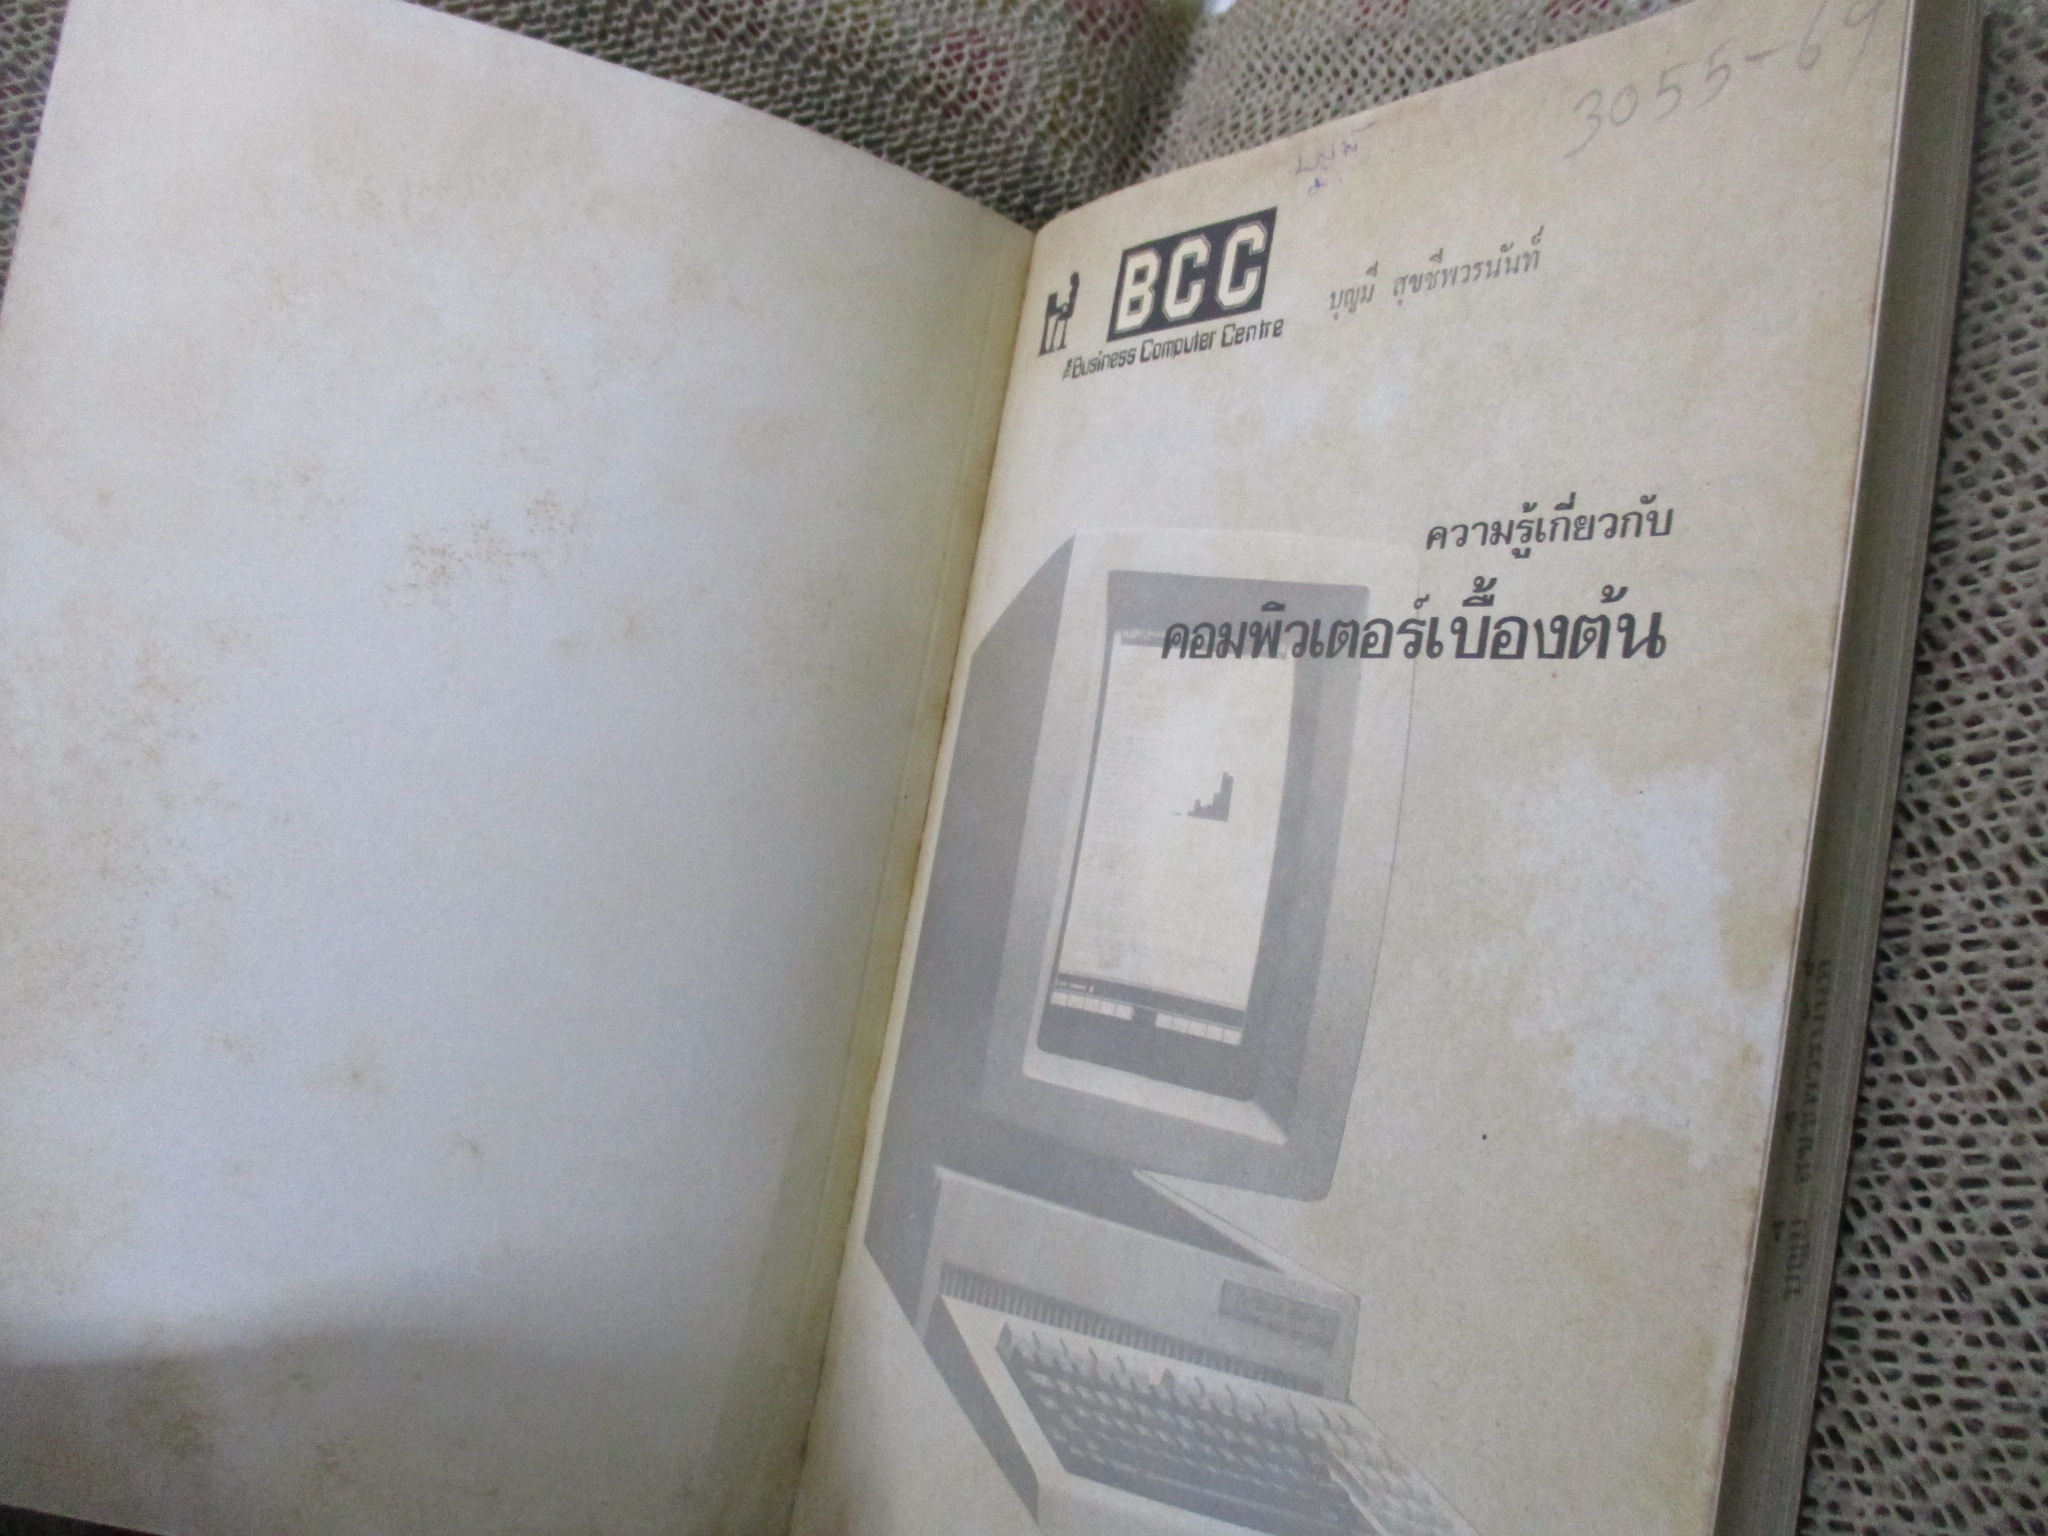 3055-69
BCC
The Business Computer Centre
บุญมี สุขชีพวรนันท์
ความรู้เกี่ยวกับ
คอมพิวเตอร์เบื้องต้น